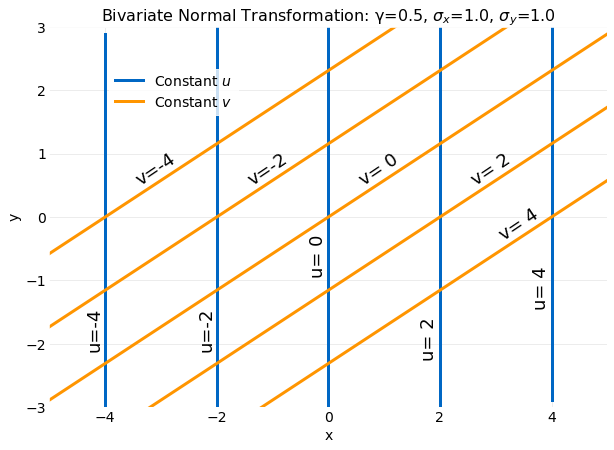 Bivariate Normal Transformation: γ=0.5, σₓ=1.0, σᵧ=1.0
Constant u
Constant v
v=-4
v=-2
v= 0
v= 2
v= 4
u=-4
u=-2
u= 0
u= 2
u= 4
3
2
1
0
−1
−2
−3
y
−4
−2
0
2
4
x